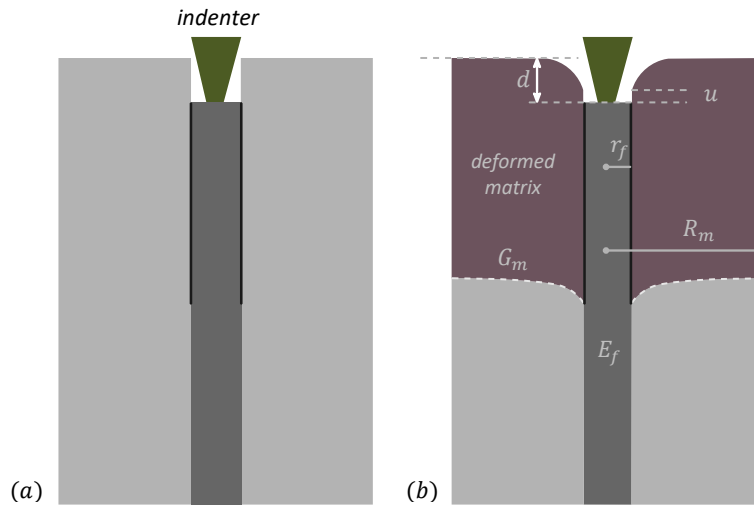 indenter
d
u
r_f
deformed
matrix
R_m
G_m
E_f
(a)
(b)